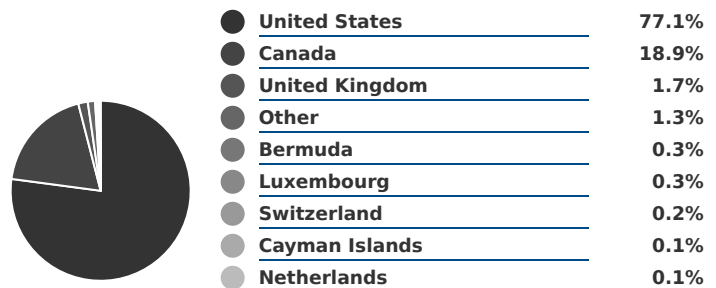 United States 77.1%
Canada 18.9%
United Kingdom 1.7%
Other 1.3%
Bermuda 0.3%
Luxembourg 0.3%
Switzerland 0.2%
Cayman Islands 0.1%
Netherlands 0.1%